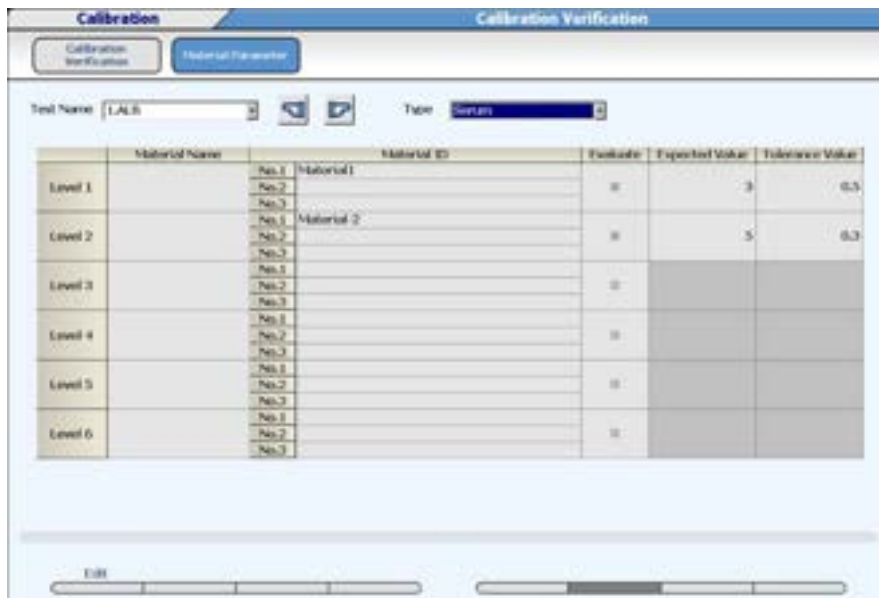 Calibration Calibration Verification
Calibration Verification
Material Parameter
Test Name 1.ALB Type Serum
Material Name Material ID Evaluate Expected Value Tolerance Value
Level 1 No.1 Material1 3 0.5
No.2
No.3
Level 2 No.1 Material 2 5 0.3
No.2
No.3
Level 3 No.1
No.2
No.3
Level 4 No.1
No.2
No.3
Level 5 No.1
No.2
No.3
Level 6 No.1
No.2
No.3
Edit